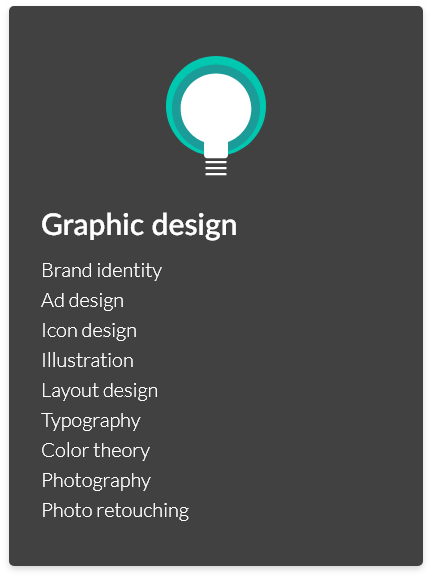 Graphic design
Brand identity
Ad design
Icon design
Illustration
Layout design
Typography
Color theory
Photography
Photo retouching